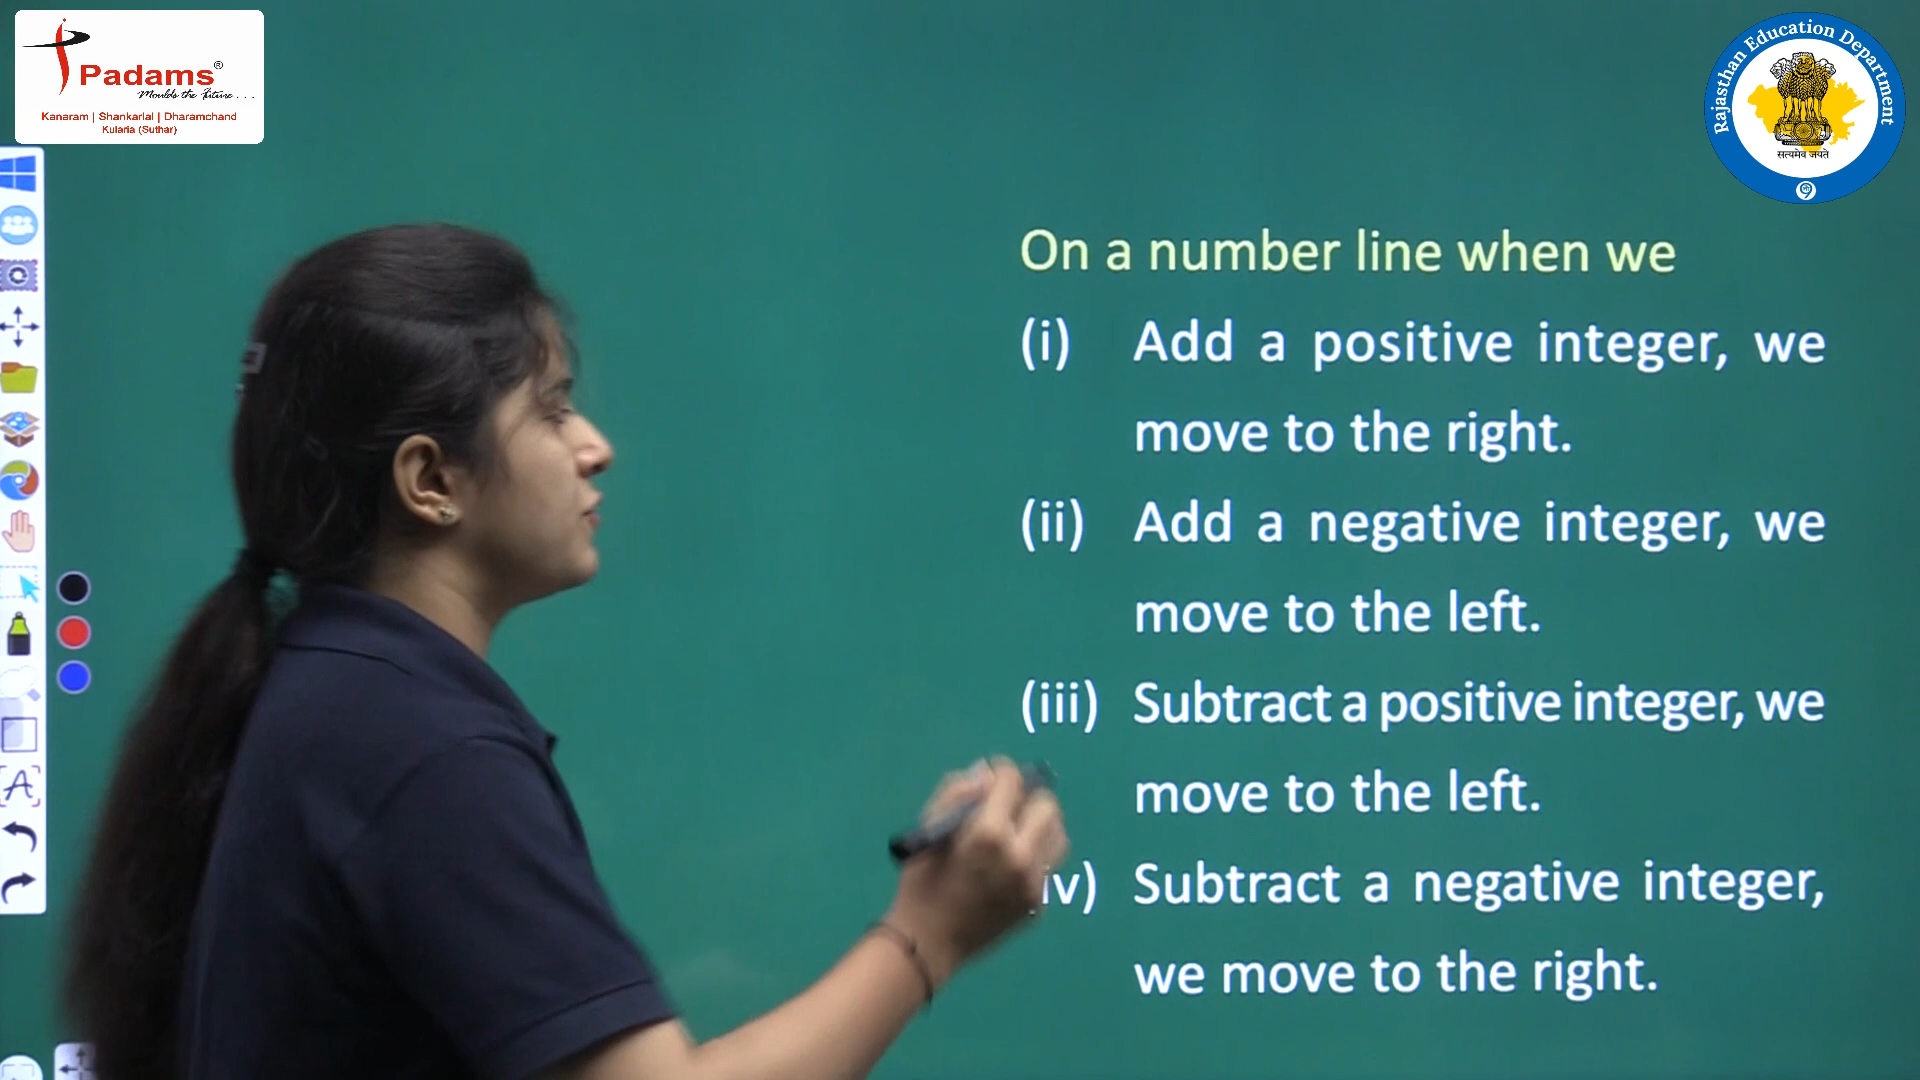 Padams®
Moulds the Future . . .
Kanaram | Shankarlal | Dharamchand
Kularia (Suthar)
Rajasthan Education Department
सत्यमेव जयते
On a number line when we
(i) Add a positive integer, we
move to the right.
(ii) Add a negative integer, we
move to the left.
(iii) Subtract a positive integer, we
move to the left.
iv) Subtract a negative integer,
we move to the right.